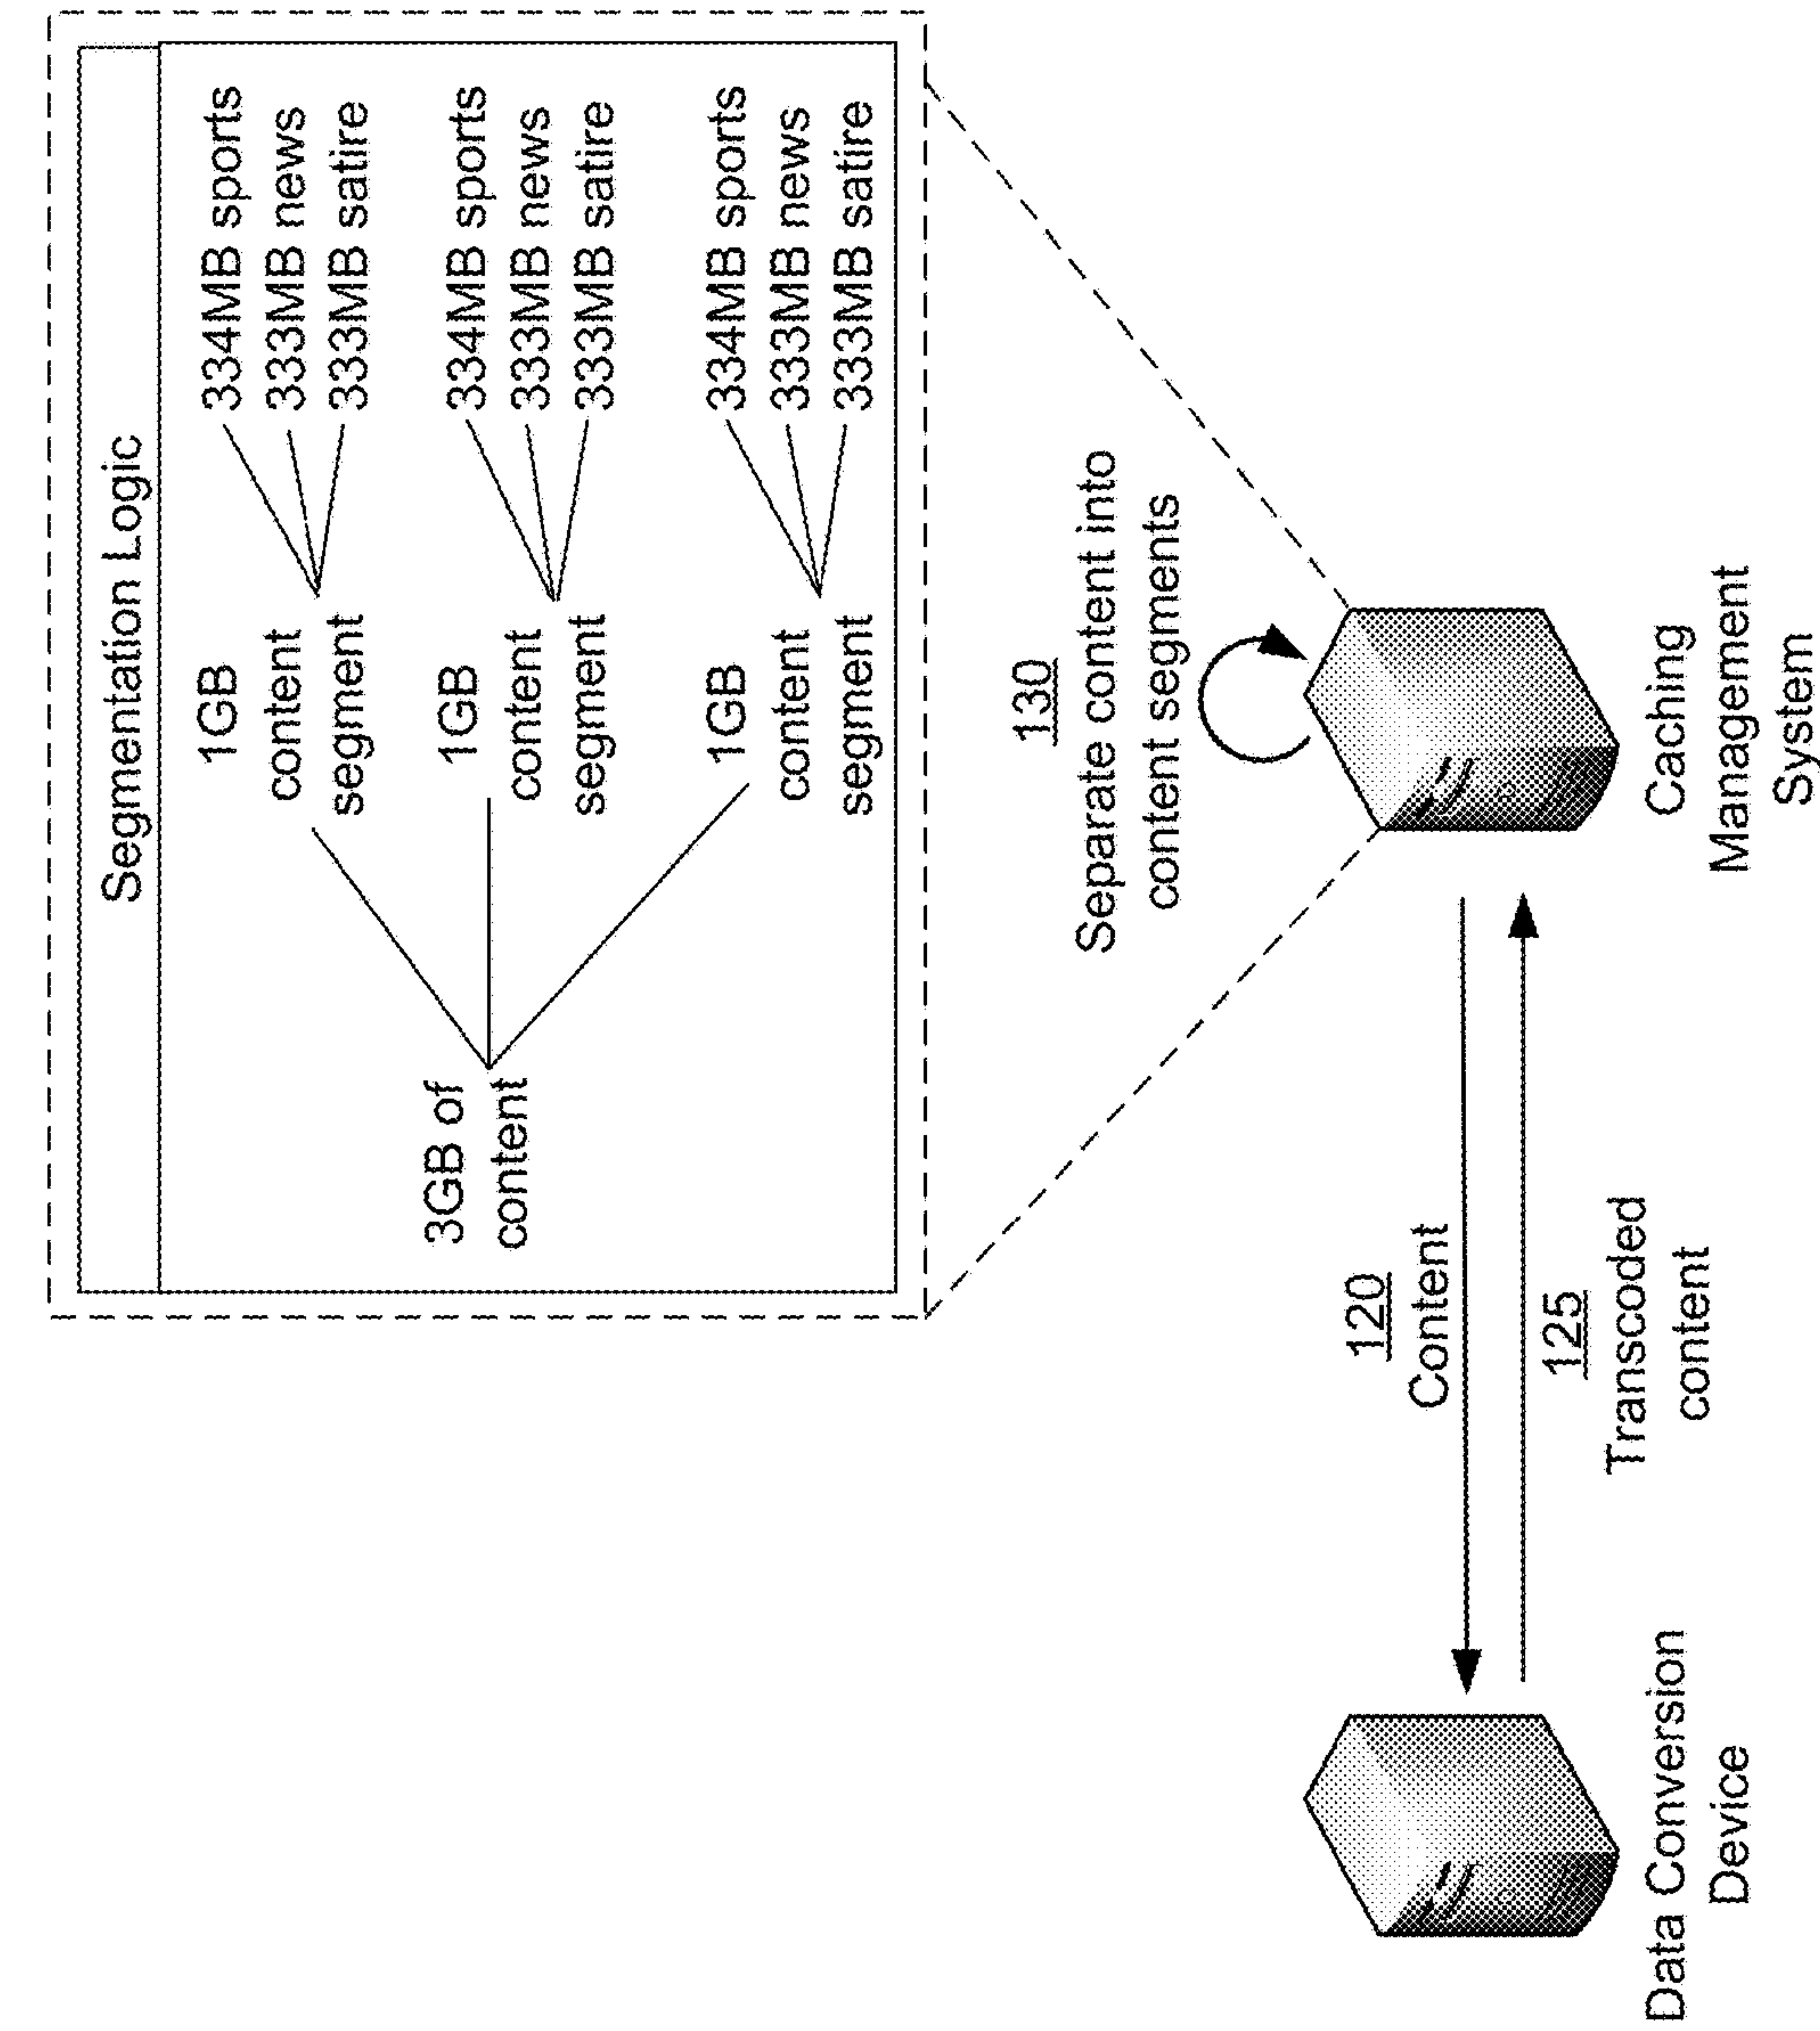 Segmentation Logic
3GB of
content
1GB
content
segment
334MB sports
333MB news
333MB satire
1GB
content
segment
334MB sports
333MB news
333MB satire
1GB
content
segment
334MB sports
333MB news
333MB satire
130
Separate content into
content segments
120
Content
125
Transcoded
content
Data Conversion
Device
Caching
Management
System